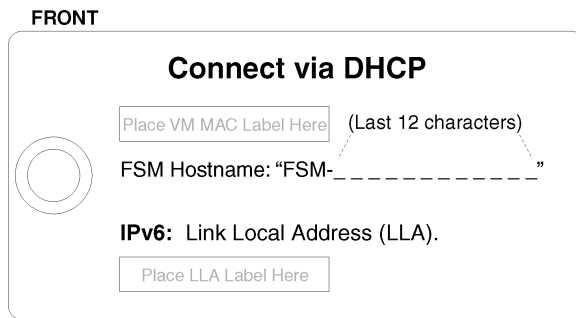 FRONT
Connect via DHCP
Place VM MAC Label Here (Last 12 characters)
FSM Hostname: “FSM-_ _ _ _ _ _ _ _ _ _ _ _”
IPv6: Link Local Address (LLA).
Place LLA Label Here